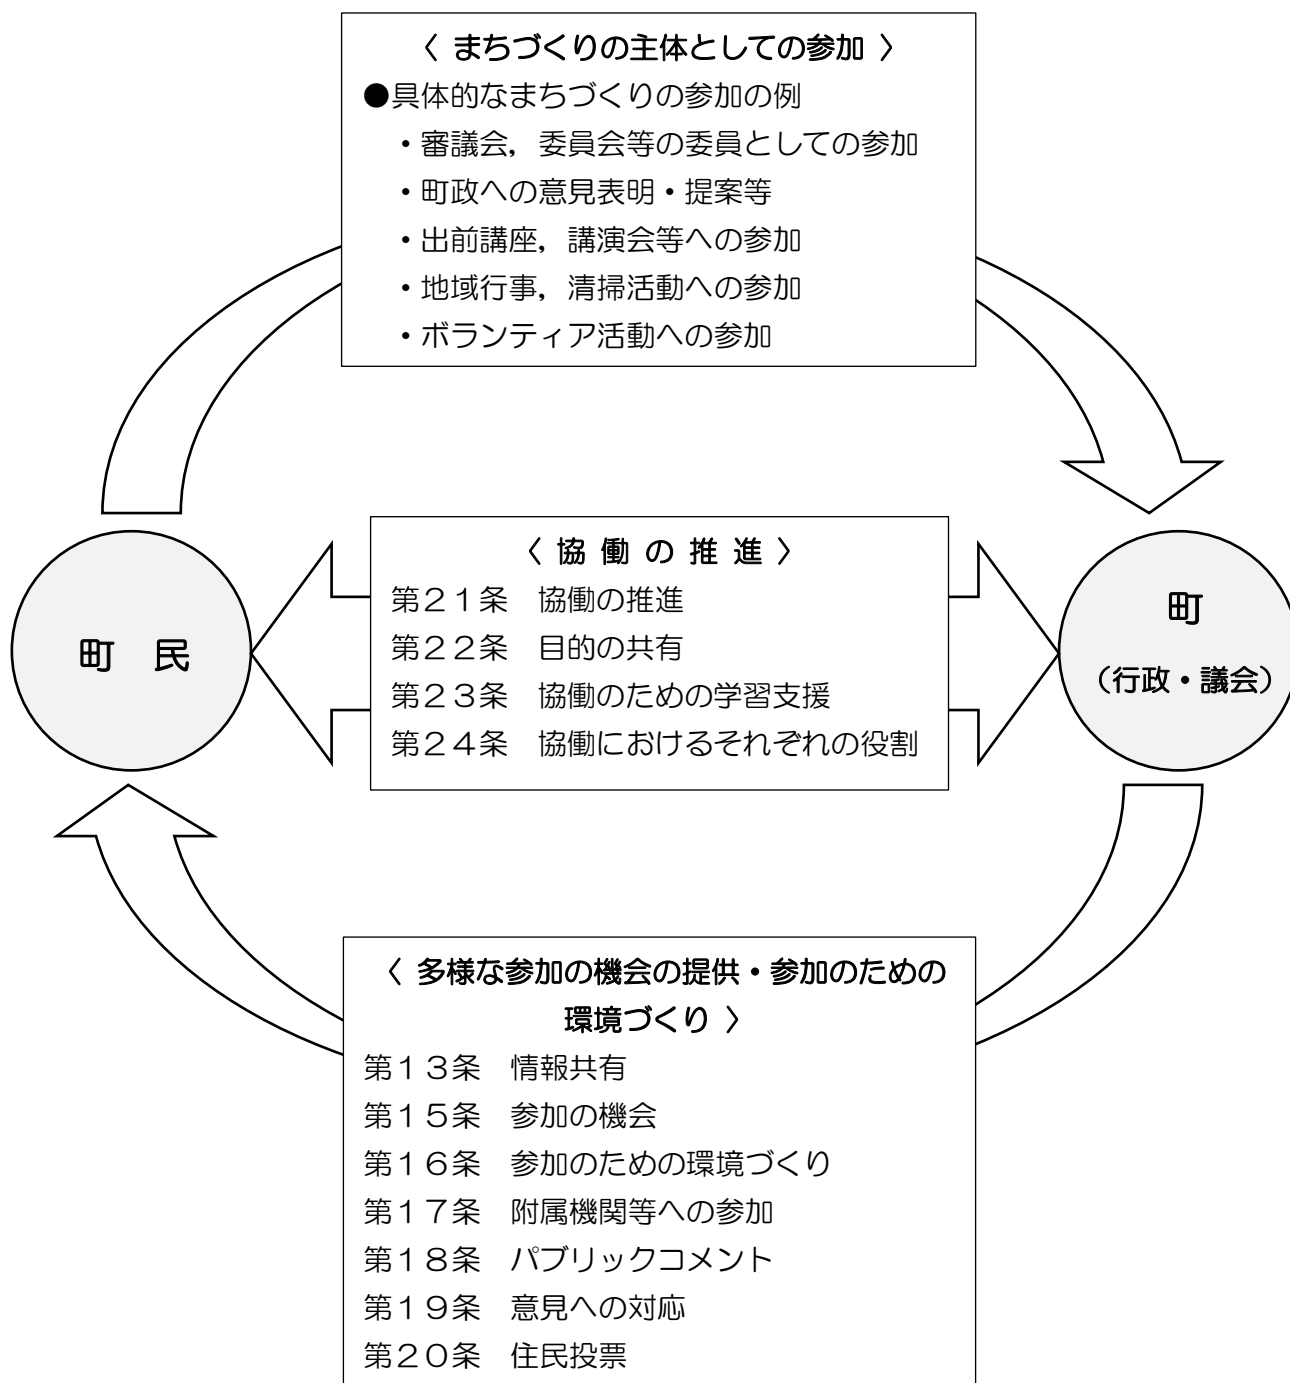 〈 まちづくりの主体としての参加 〉
●具体的なまちづくりの参加の例
・審議会，委員会等の委員としての参加
・町政への意見表明・提案等
・出前講座，講演会等への参加
・地域行事，清掃活動への参加
・ボランティア活動への参加
町　民
〈 協 働 の 推 進 〉
第２１条　協働の推進
第２２条　目的の共有
第２３条　協働のための学習支援
第２４条　協働におけるそれぞれの役割
町
（行政・議会）
〈 多様な参加の機会の提供・参加のための
環境づくり 〉
第１３条　情報共有
第１５条　参加の機会
第１６条　参加のための環境づくり
第１７条　附属機関等への参加
第１８条　パブリックコメント
第１９条　意見への対応
第２０条　住民投票